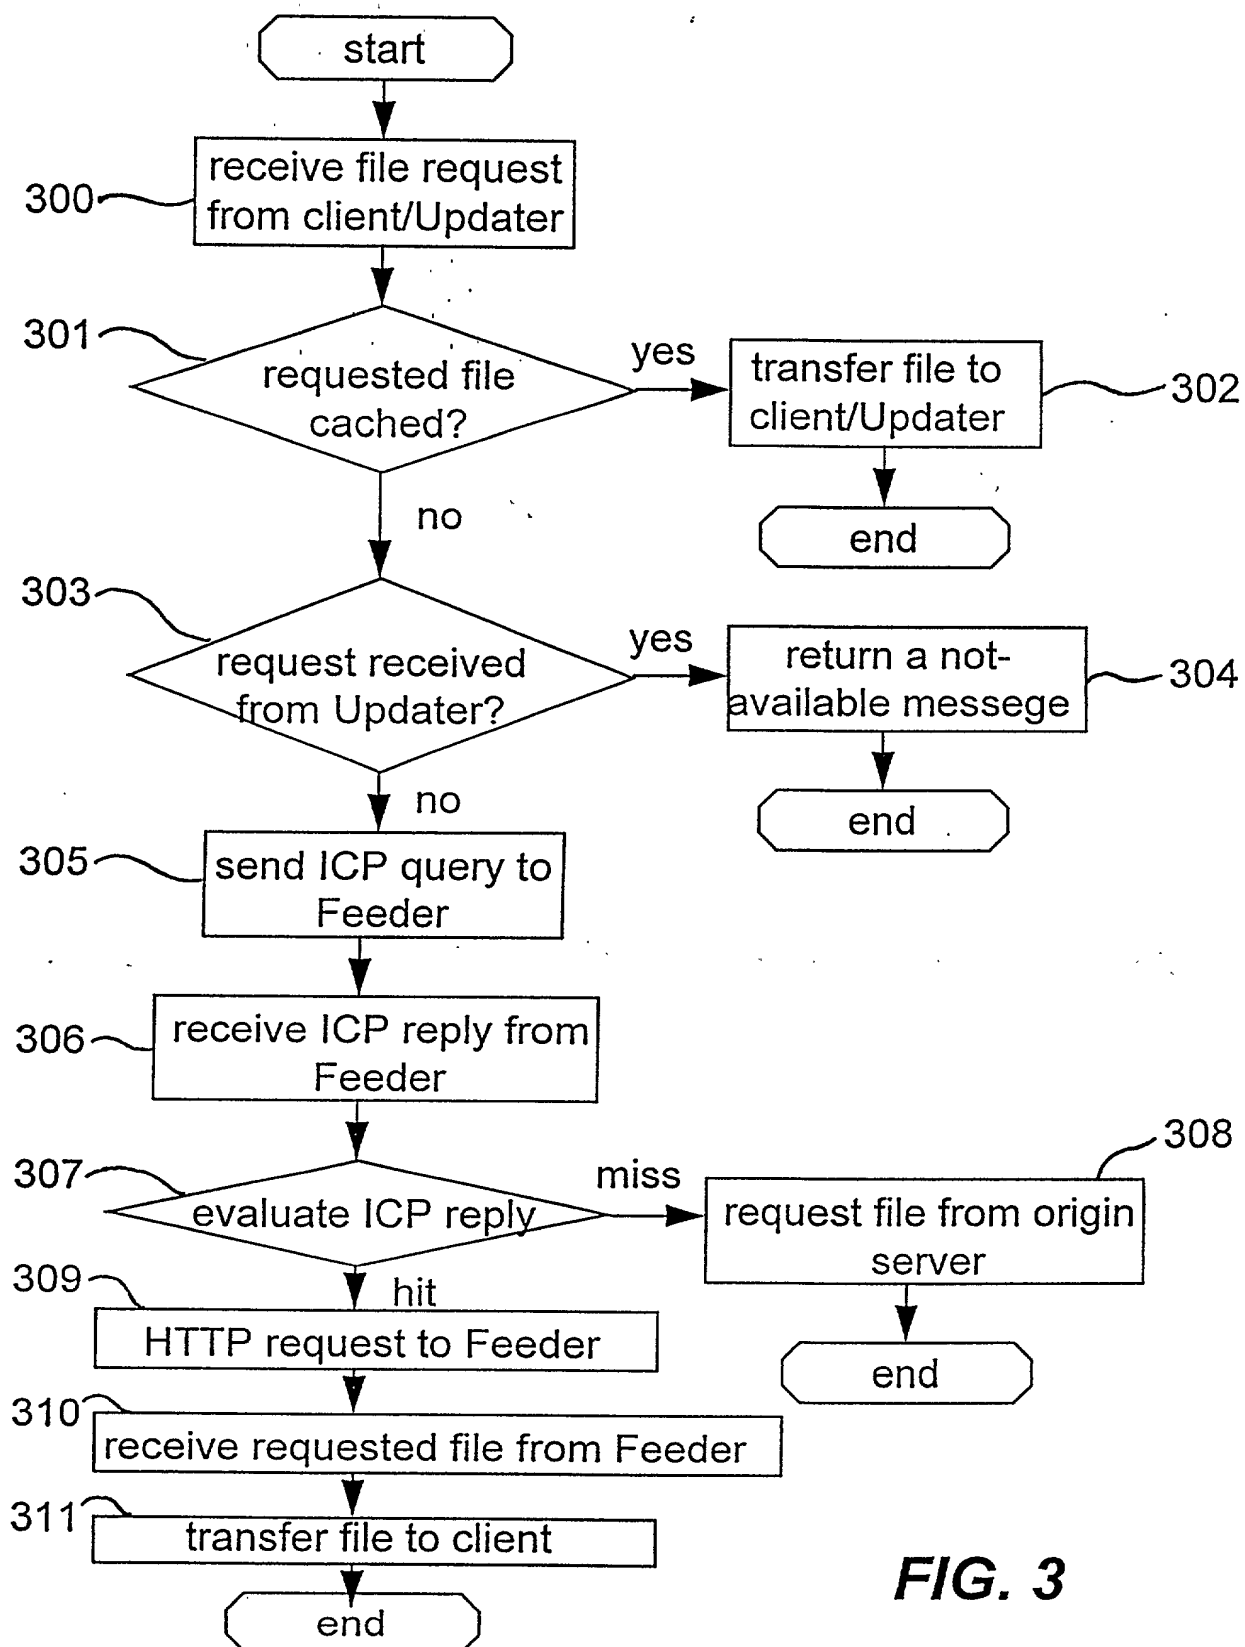 start
300
receive file request
from client/Updater
301
requested file
cached?
yes
transfer file to
client/Updater
302
end
no
303
request received
from Updater?
yes
return a not-
available messege
304
end
no
305
send ICP query to
Feeder
306
receive ICP reply from
Feeder
307
evaluate ICP reply
miss
308
request file from origin
server
end
hit
309
HTTP request to Feeder
310
receive requested file from Feeder
311
transfer file to client
end
FIG. 3